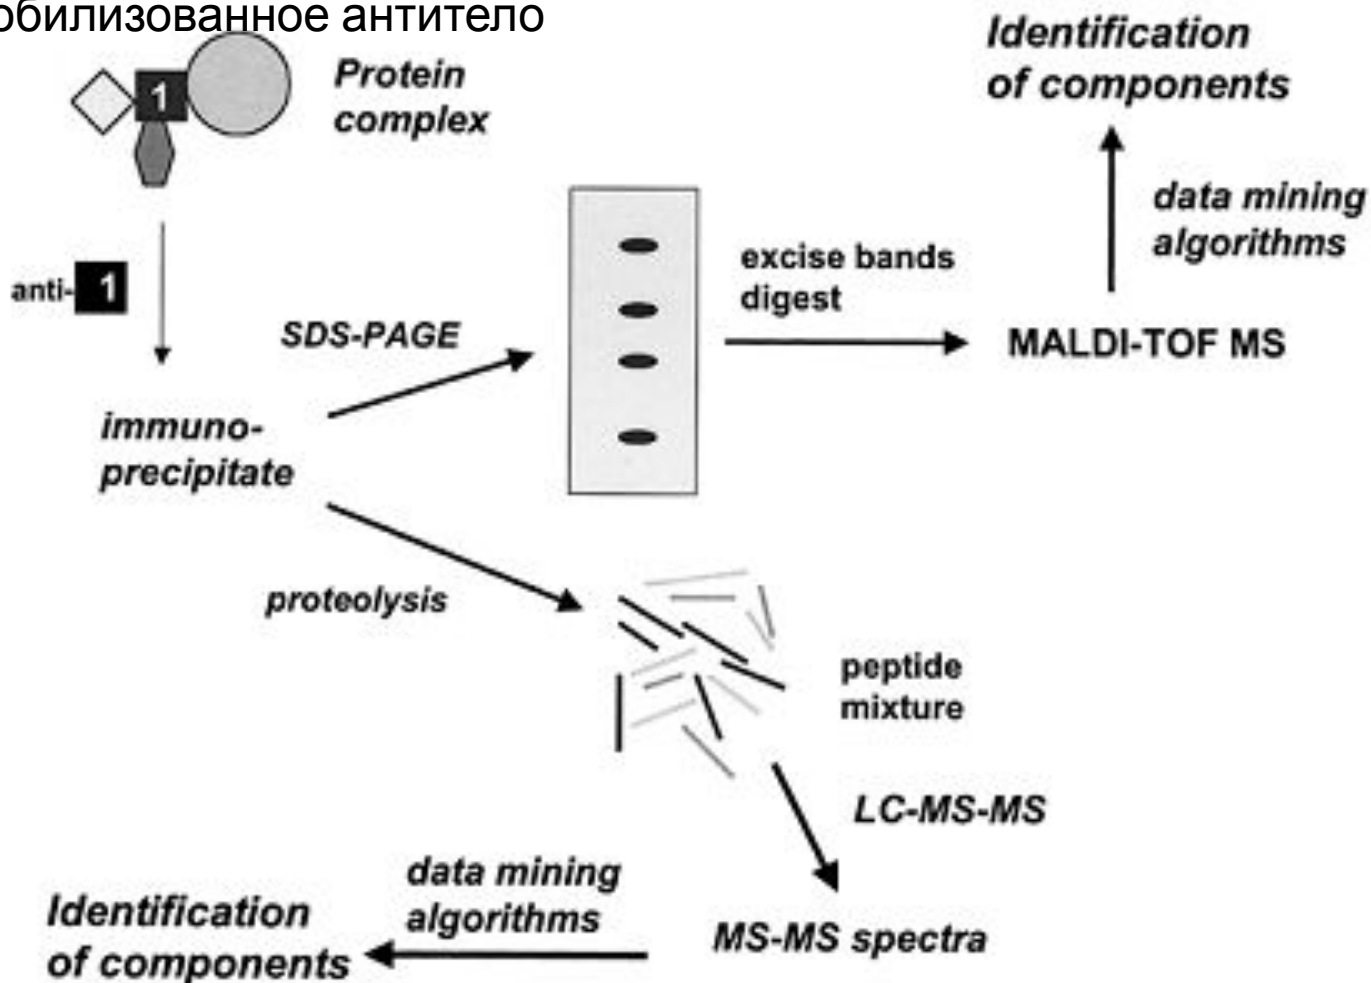 обилизованное антитело
Protein
complex
1
anti-1
immuno-
precipitate
SDS-PAGE
excise bands
digest
MALDI-TOF MS
data mining
algorithms
Identification
of components
proteolysis
peptide
mixture
LC-MS-MS
MS-MS spectra
data mining
algorithms
Identification
of components